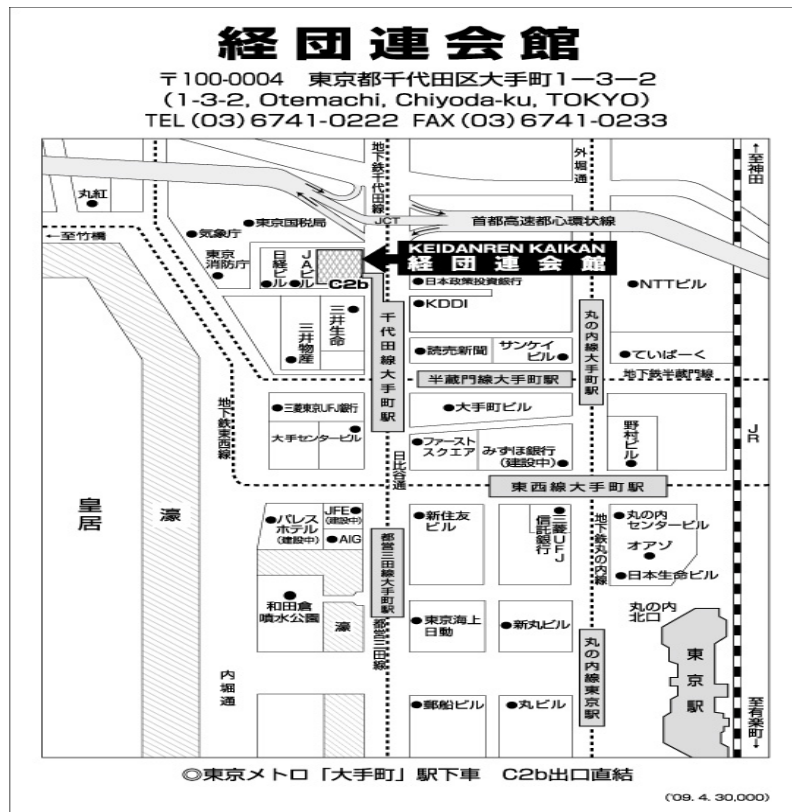 経団連会館
〒100-0004 東京都千代田区大手町1－3－2
(1-3-2, Otemachi, Chiyoda-ku, TOKYO)
TEL (03) 6741-0222 FAX (03) 6741-0233
地下鉄千代田線
外堀通
←至神田
丸紅
JCT
首都高速都心環状線
●東京国税局
●気象庁
←至竹橋
東京消防庁
日経ビル
JAビル
C2b
KEIDANREN KAIKAN
経団連会館
●日本政策投資銀行
●KDDI
●NTTビル
三井物産
三井生命
千代田線大手町駅
丸の内線大手町駅
●読売新聞
サンケイビル●
●ていぱーく
半蔵門線大手町駅
地下鉄半蔵門線
地下鉄東西線
●三菱東京UFJ銀行
大手センタービル
●大手町ビル
●ファーストスクエア
みずほ銀行(建設中)●
野村ビル
JR
日比谷通
東西線大手町駅
皇居
濠
●パレスホテル(建設中)
JFE●(建設中)
●AIG
都営三田線大手町駅
●新住友ビル
三菱UFJ信託銀行
地下鉄丸の内線
●丸の内センタービル
オアゾ
●日本生命ビル
和田倉噴水公園
濠
都営三田線
●東京海上日動
●新丸ビル
丸の内北口
丸の内線東京駅
東京駅
内堀通
●郵船ビル
●丸ビル
至有楽町→
◎東京メトロ「大手町」駅下車 C2b出口直結
('09. 4. 30,000)